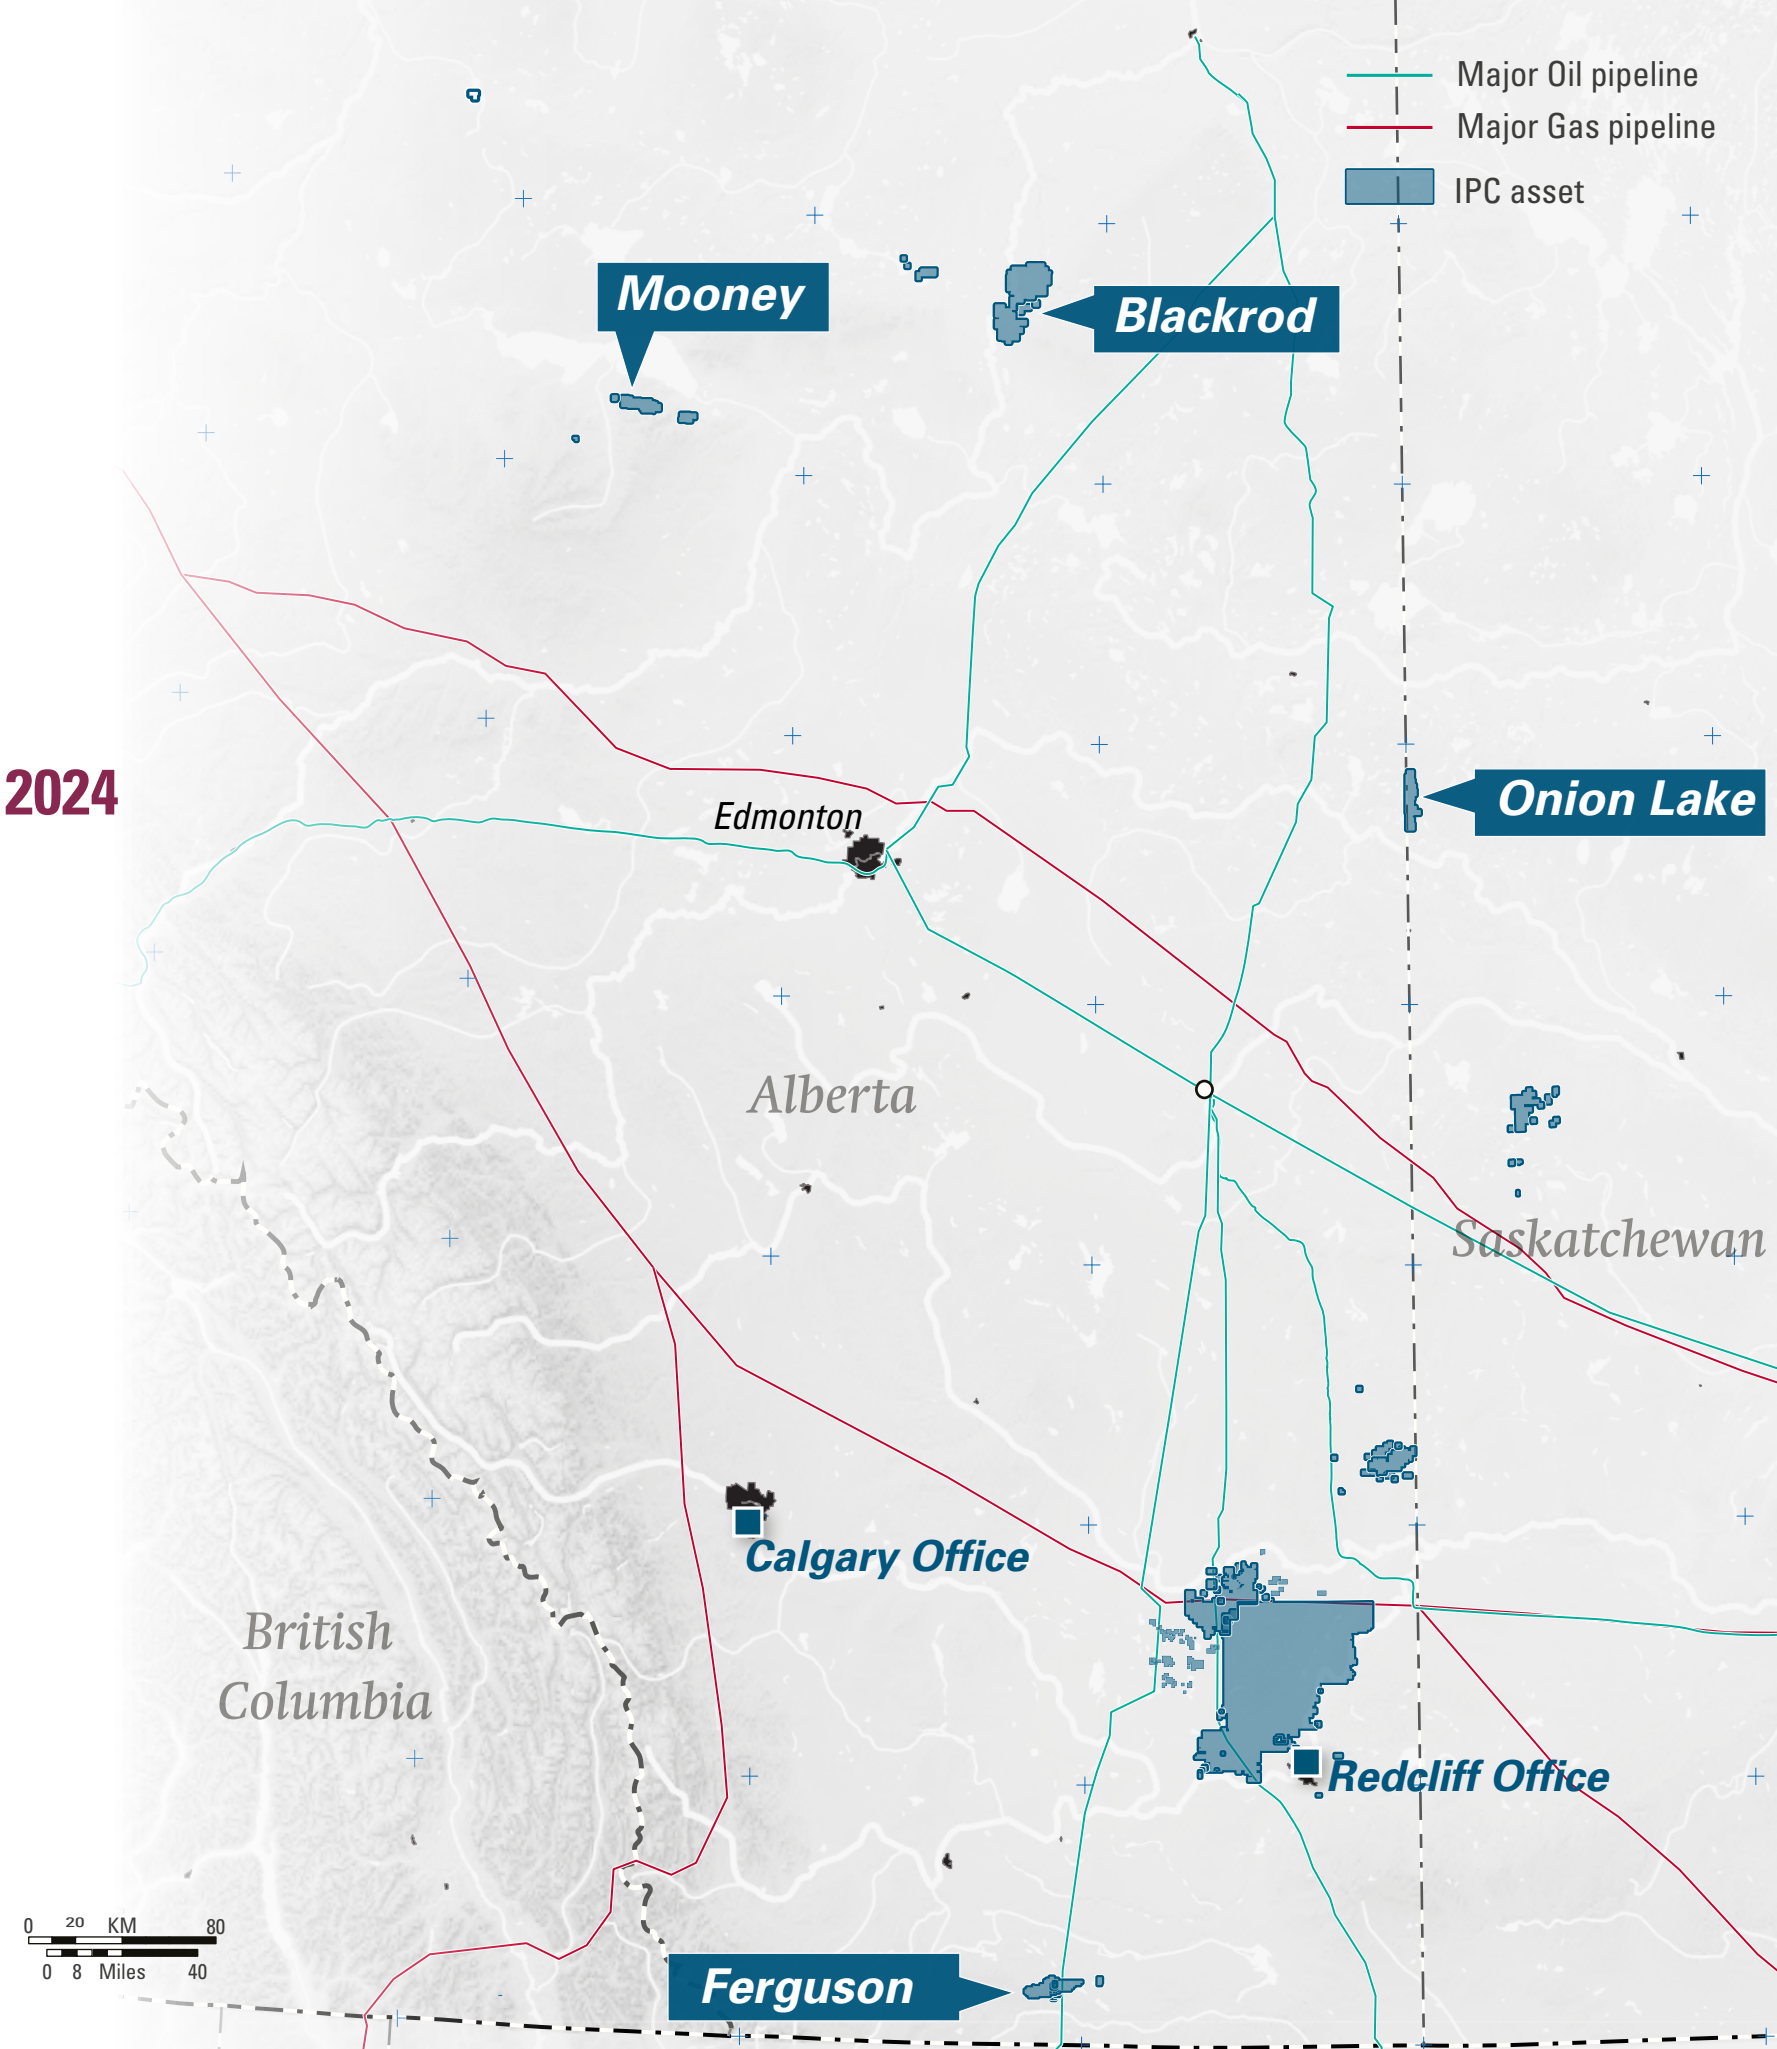 Major Oil pipeline
Major Gas pipeline
IPC asset
Mooney
Blackrod
2024
Onion Lake
Edmonton
Alberta
Saskatchewan
Calgary Office
British
Columbia
Redcliff Office
0 20 KM 80
0 8 Miles 40
Ferguson